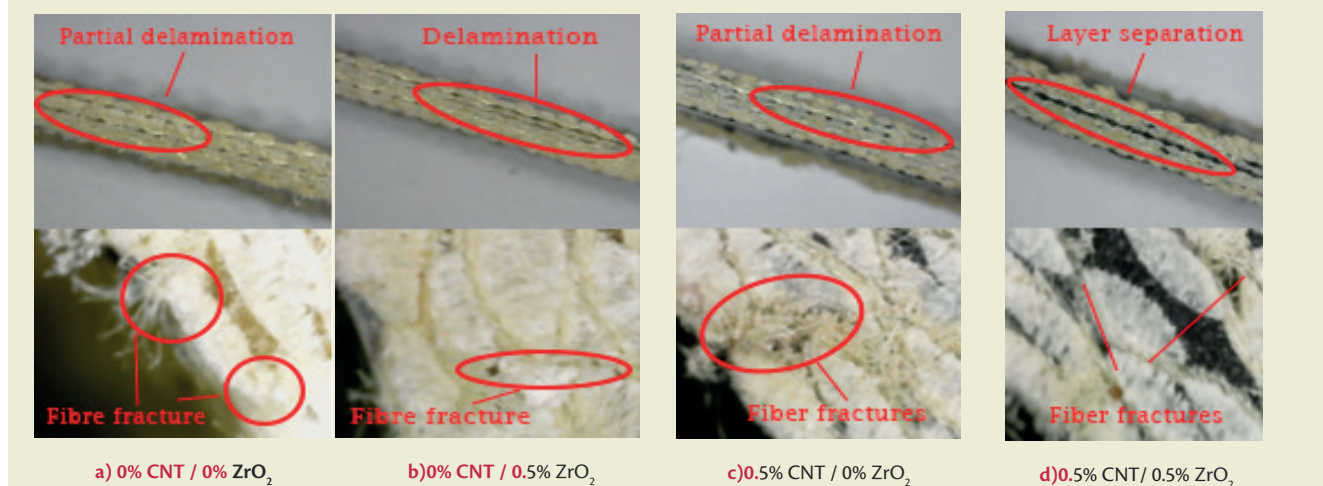 Partial delamination
Delamination
Partial delamination
Layer separation
Fibre fracture
Fibre fracture
Fiber fractures
Fiber fractures
a) 0% CNT / 0% ZrO₂
b)0% CNT / 0.5% ZrO₂
c)0.5% CNT / 0% ZrO₂
d)0.5% CNT/ 0.5% ZrO₂